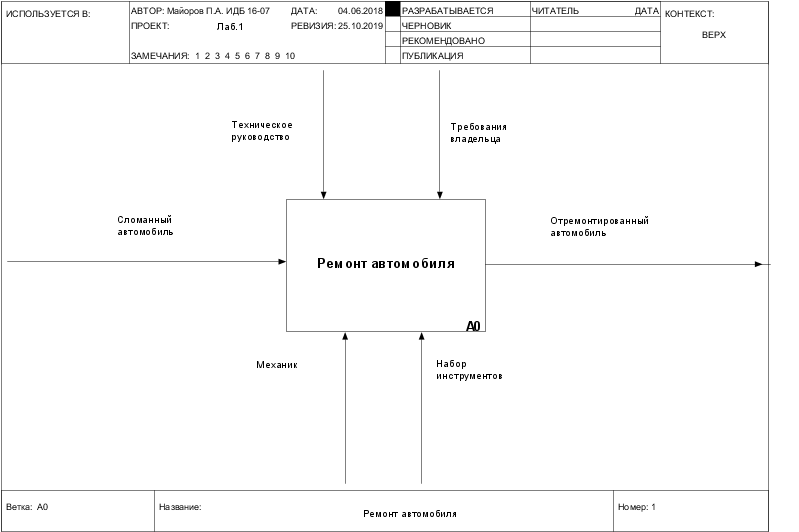 ИСПОЛЬЗУЕТСЯ В:
АВТОР: Майоров П.А. ИДБ 16-07
ДАТА: 04.06.2018
РАЗРАБАТЫВАЕТСЯ
ЧИТАТЕЛЬ
ДАТА
КОНТЕКСТ:
ПРОЕКТ: Лаб.1
РЕВИЗИЯ: 25.10.2019
ЧЕРНОВИК
ВЕРХ
РЕКОМЕНДОВАНО
ЗАМЕЧАНИЯ: 1 2 3 4 5 6 7 8 9 10
ПУБЛИКАЦИЯ
Техническое
руководство
Требования
владельца
Сломанный
автомобиль
Отремонтированный
автомобиль
Ремонт автомобиля
A0
Механик
Набор
инструментов
Ветка: A0
Название:
Ремонт автомобиля
Номер: 1